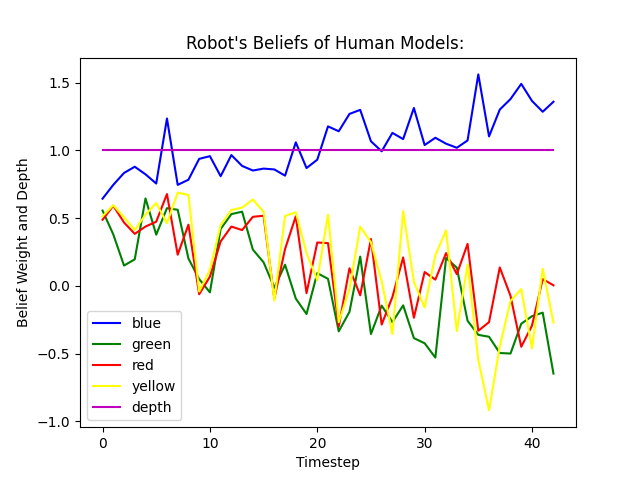 Robot's Beliefs of Human Models:
Belief Weight and Depth
1.5
1.0
0.5
0.0
−0.5
−1.0
blue
green
red
yellow
depth
0
10
20
30
40
Timestep